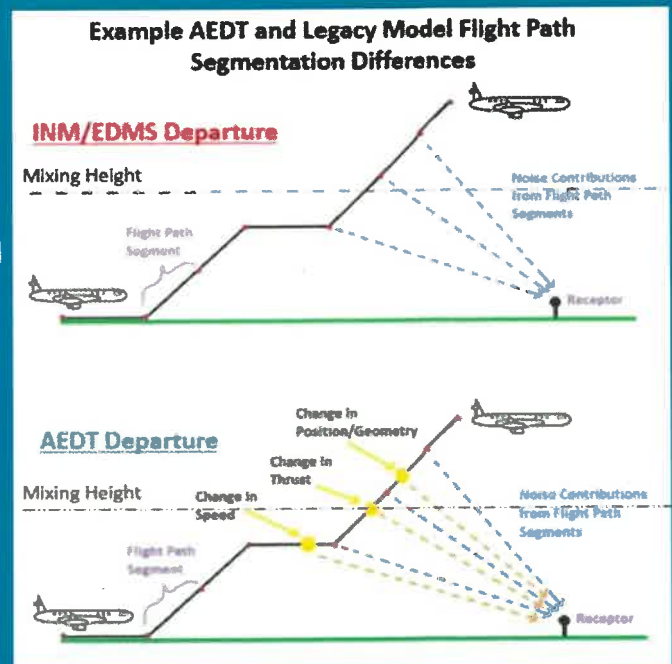 Example AEDT and Legacy Model Flight Path
Segmentation Differences
INM/EDMS Departure
Mixing Height
Noise Contributions
from Flight Path
Segments
Flight Path
Segment
Receptor
Change in
Position/Geometry
AEDT Departure
Change in
Thrust
Mixing Height
Change in
Speed
Noise Contributions
from Flight Path
Segments
Flight Path
Segment
Receptor